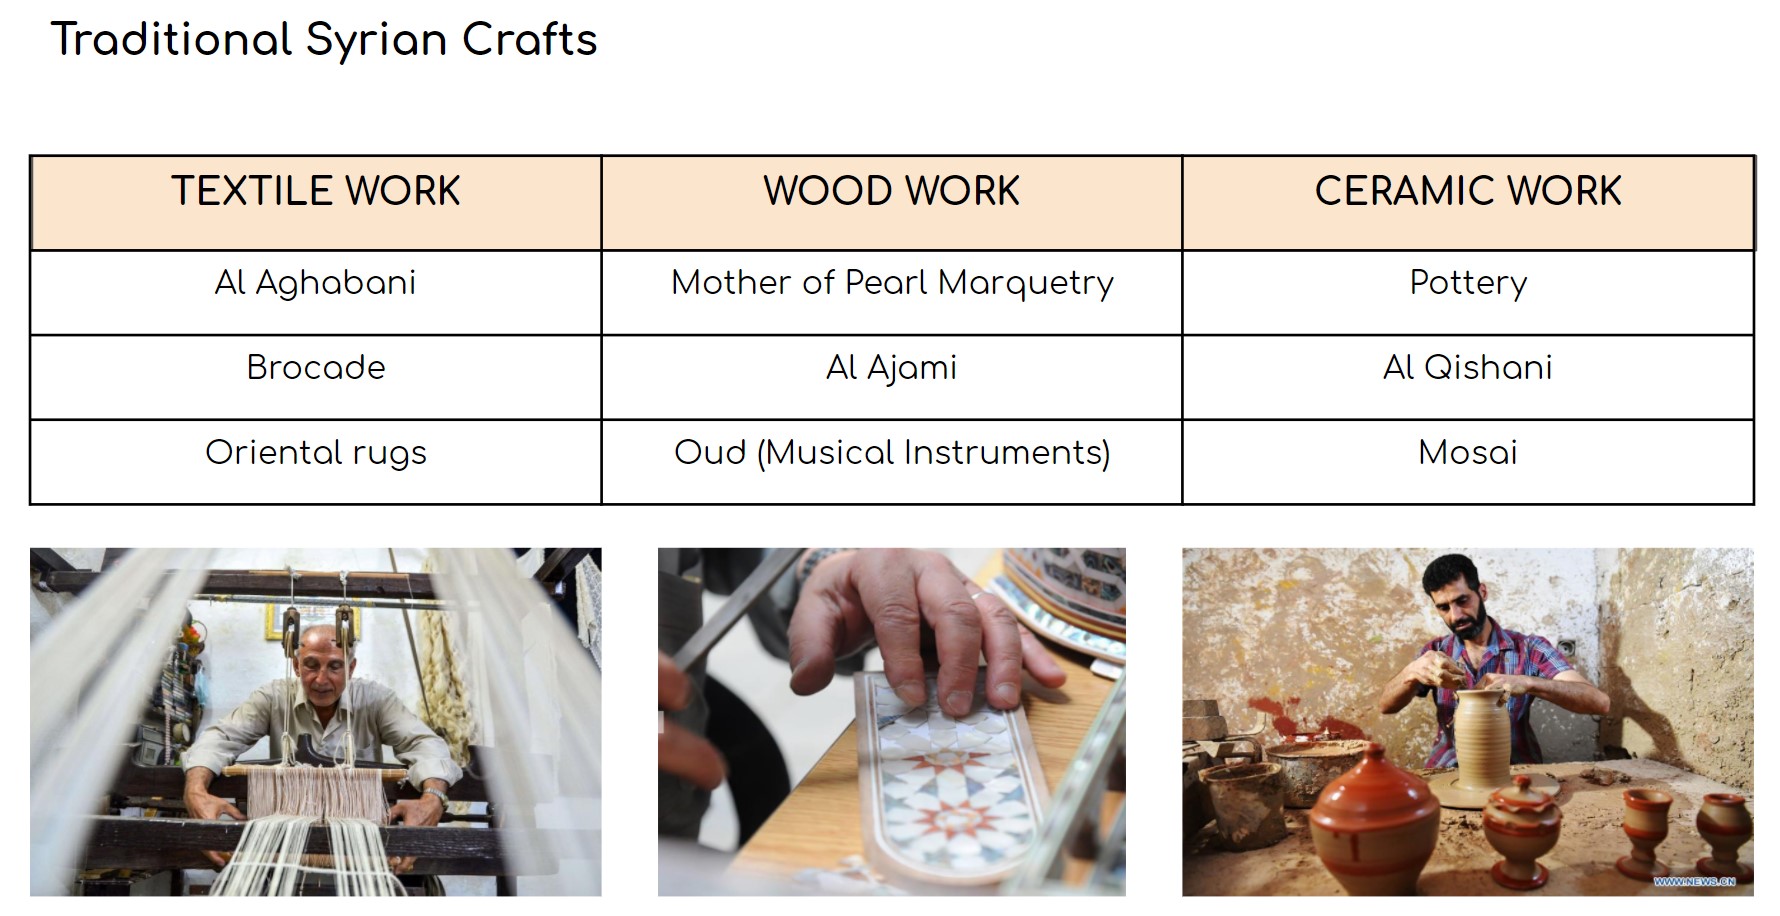 Traditional Syrian Crafts
TEXTILE WORK WOOD WORK CERAMIC WORK
Al Aghabani Mother of Pearl Marquetry Pottery
Brocade Al Ajami Al Qishani
Oriental rugs Oud (Musical Instruments) Mosai
WWW.NEWS.CN